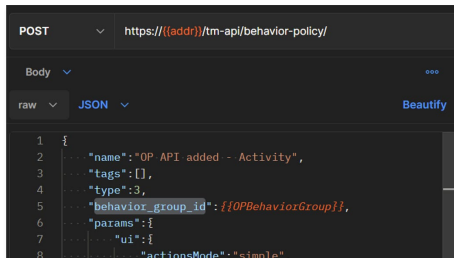 POST https://{{addr}}/tm-api/behavior-policy/
Body ooo
raw JSON Beautify
1 {
2 "name":"OP API added -- Activity",
3 "tags":[],
4 "type":3,
5 "behavior_group_id":{{OPBehaviorGroup}},
6 "params":{
7 "ui":{
8 "actionsMode":"simple"